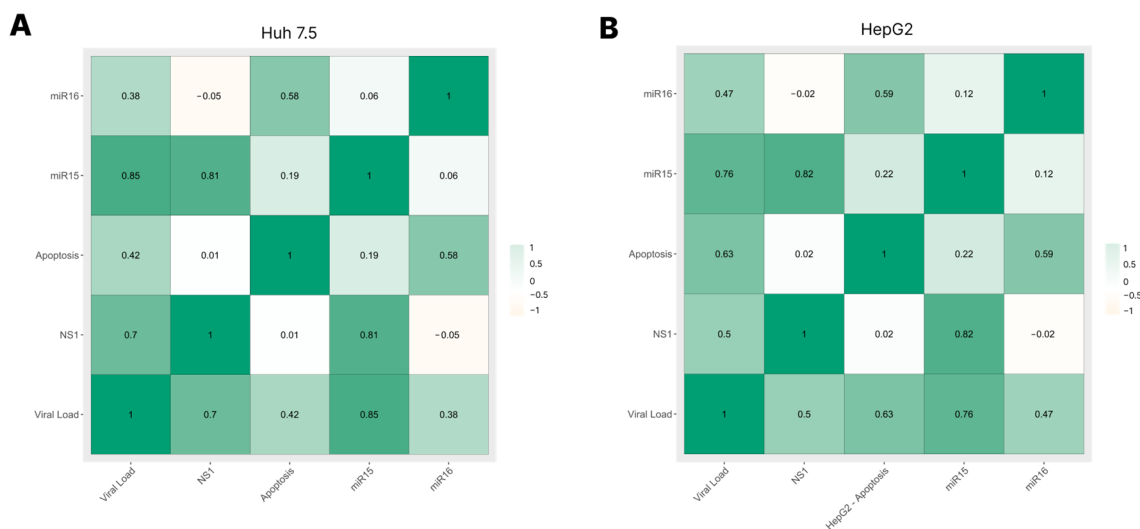 A
Huh 7.5
miR16
0.38 −0.05 0.58 0.06 1
miR15
0.85 0.81 0.19 1 0.06
Apoptosis
0.42 0.01 1 0.19 0.58
NS1
0.7 1 0.01 0.81 −0.05
Viral Load
1 0.7 0.42 0.85 0.38
Viral Load NS1 Apoptosis miR15 miR16
1
0.5
0
−0.5
−1
B
HepG2
miR16
0.47 −0.02 0.59 0.12 1
miR15
0.76 0.82 0.22 1 0.12
Apoptosis
0.63 0.02 1 0.22 0.59
NS1
0.5 1 0.02 0.82 −0.02
Viral Load
1 0.5 0.63 0.76 0.47
Viral Load NS1 HepG2 - Apoptosis miR15 miR16
1
0.5
0
−0.5
−1